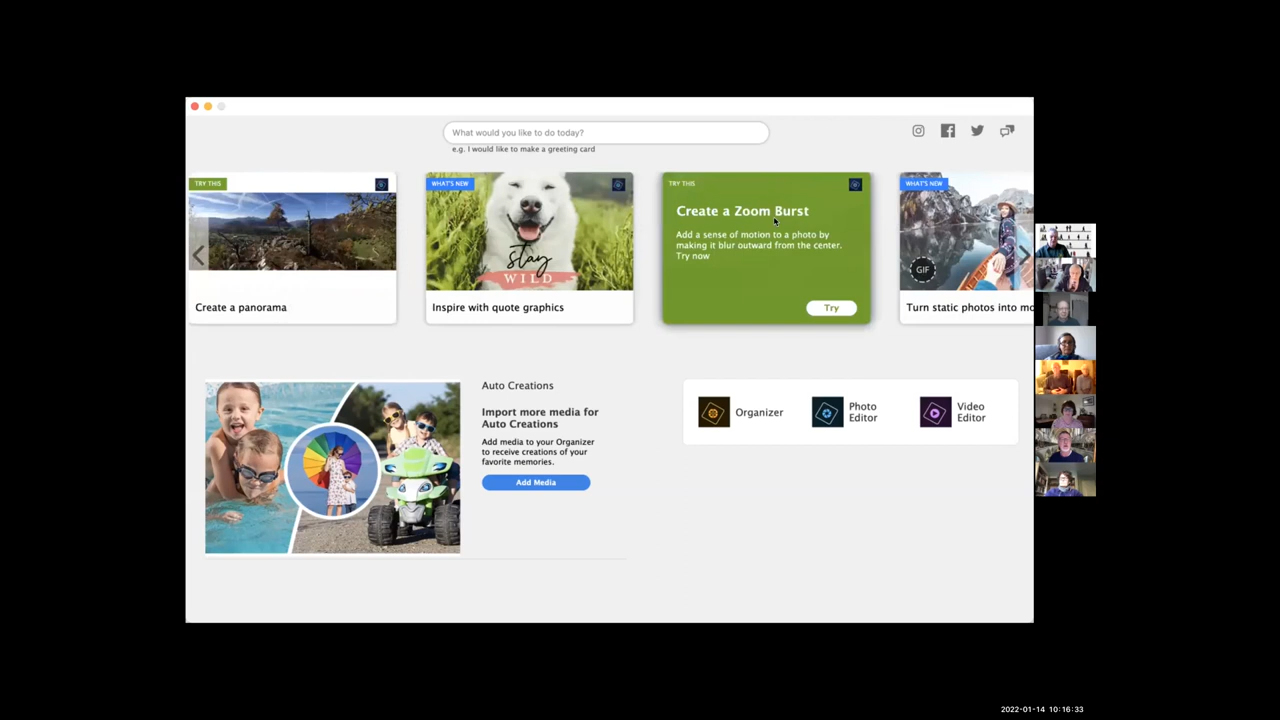 What would you like to do today?
e.g. I would like to make a greeting card
TRY THIS
Create a panorama
WHAT'S NEW
stay
WILD
Inspire with quote graphics
TRY THIS
Create a Zoom Burst
Add a sense of motion to a photo by
making it blur outward from the center.
Try now
Try
WHAT'S NEW
GIF
Turn static photos into mo
Auto Creations
Import more media for
Auto Creations
Add media to your Organizer
to receive creations of your
favorite memories.
Add Media
Organizer
Photo
Editor
Video
Editor
2022-01-14 10:16:33